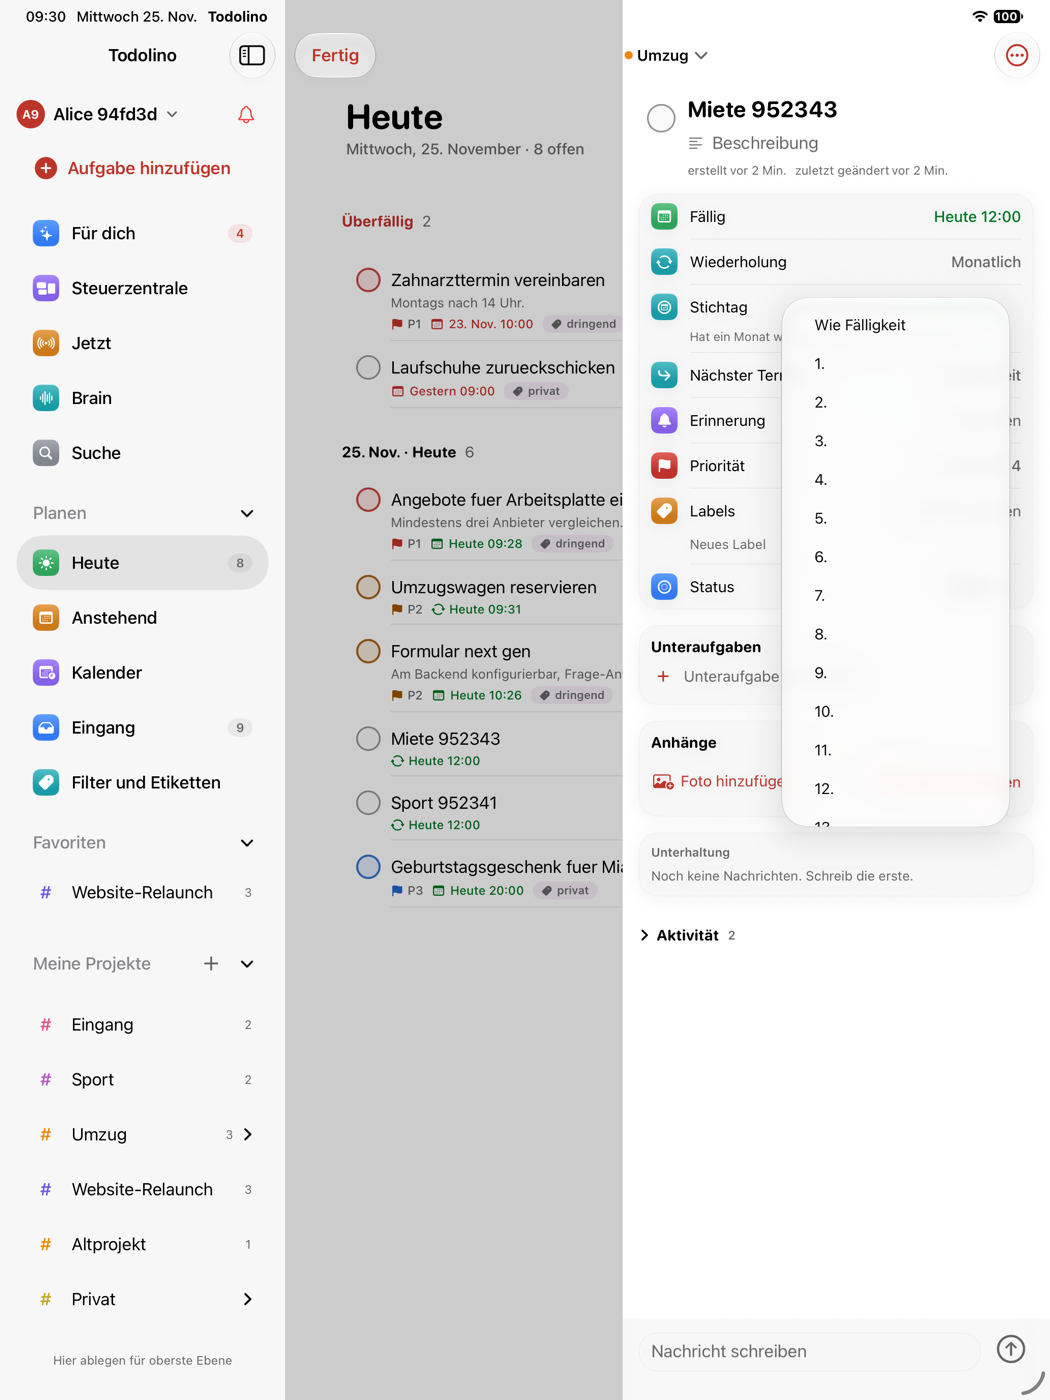 09:30 Mittwoch 25. Nov. Todolino
100
Todolino
A9 Alice 94fd3d
Aufgabe hinzufügen
Für dich 4
Steuerzentrale
Jetzt
Brain
Suche
Planen
Heute 8
Anstehend
Kalender
Eingang 9
Filter und Etiketten
Favoriten
# Website-Relaunch 3
Meine Projekte
# Eingang 2
# Sport 2
# Umzug 3
# Website-Relaunch 3
# Altprojekt 1
# Privat
Hier ablegen für oberste Ebene
Fertig
Heute
Mittwoch, 25. November · 8 offen
Überfällig 2
Zahnarzttermin vereinbaren
Montags nach 14 Uhr.
P1 23. Nov. 10:00 dringend
Laufschuhe zurueckschicken
Gestern 09:00 privat
25. Nov. · Heute 6
Angebote fuer Arbeitsplatte ei
Mindestens drei Anbieter vergleichen.
P1 Heute 09:28 dringend
Umzugswagen reservieren
P2 Heute 09:31
Formular next gen
Am Backend konfigurierbar, Frage-An
P2 Heute 10:26 dringend
Miete 952343
Heute 12:00
Sport 952341
Heute 12:00
Geburtstagsgeschenk fuer Mia
P3 Heute 20:00 privat
Umzug
Miete 952343
Beschreibung
erstellt vor 2 Min. zuletzt geändert vor 2 Min.
Fällig Heute 12:00
Wiederholung Monatlich
Stichtag
Hat ein Monat w
Nächster Ter eit
Erinnerung en
Priorität 4
Labels en
Neues Label
Status
Wie Fälligkeit
1.
2.
3.
4.
5.
6.
7.
8.
9.
10.
11.
12.
13
Unteraufgaben
Unteraufgabe
Anhänge
Foto hinzufüge en
Unterhaltung
Noch keine Nachrichten. Schreib die erste.
Aktivität 2
Nachricht schreiben